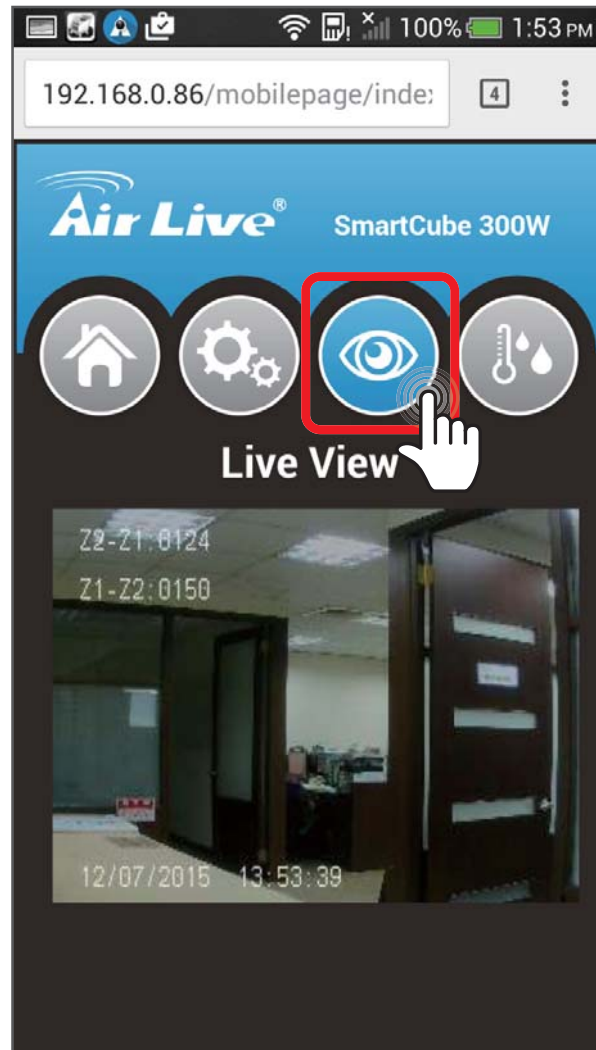 100% 1:53 PM
192.168.0.86/mobilepage/index
4
Air Live® SmartCube 300W
Live View
Z2-Z1:0124
Z1-Z2:0150
12/07/2015 13:53:39